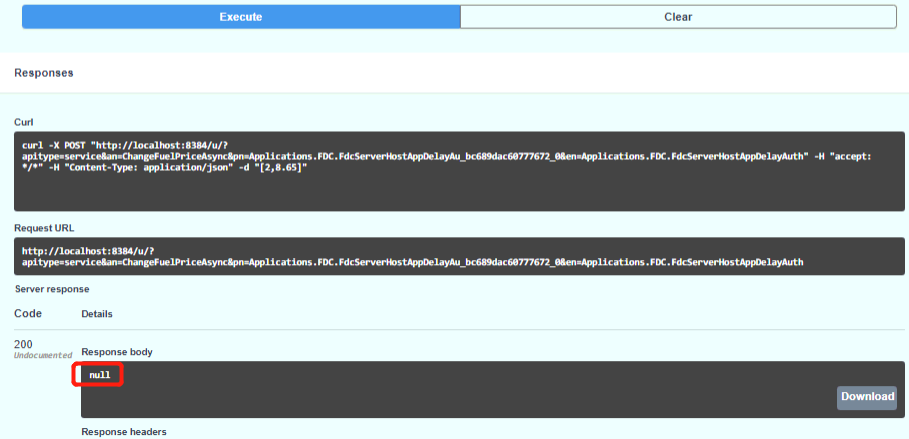 Execute
Clear
Responses
Curl
curl -X POST "http://localhost:8384/u/?
apitype=service&an=ChangeFuelPriceAsync&pn=Applications.FDC.FdcServerHostAppDelayAu_bc689dac60777672_0&en=Applications.FDC.FdcServerHostAppDelayAuth" -H "accept:
*/*" -H "Content-Type: application/json" -d "[2,8.65]"
Request URL
http://localhost:8384/u/?
apitype=service&an=ChangeFuelPriceAsync&pn=Applications.FDC.FdcServerHostAppDelayAu_bc689dac60777672_0&en=Applications.FDC.FdcServerHostAppDelayAuth
Server response
Code
Details
200
Undocumented
Response body
null
Download
Response headers